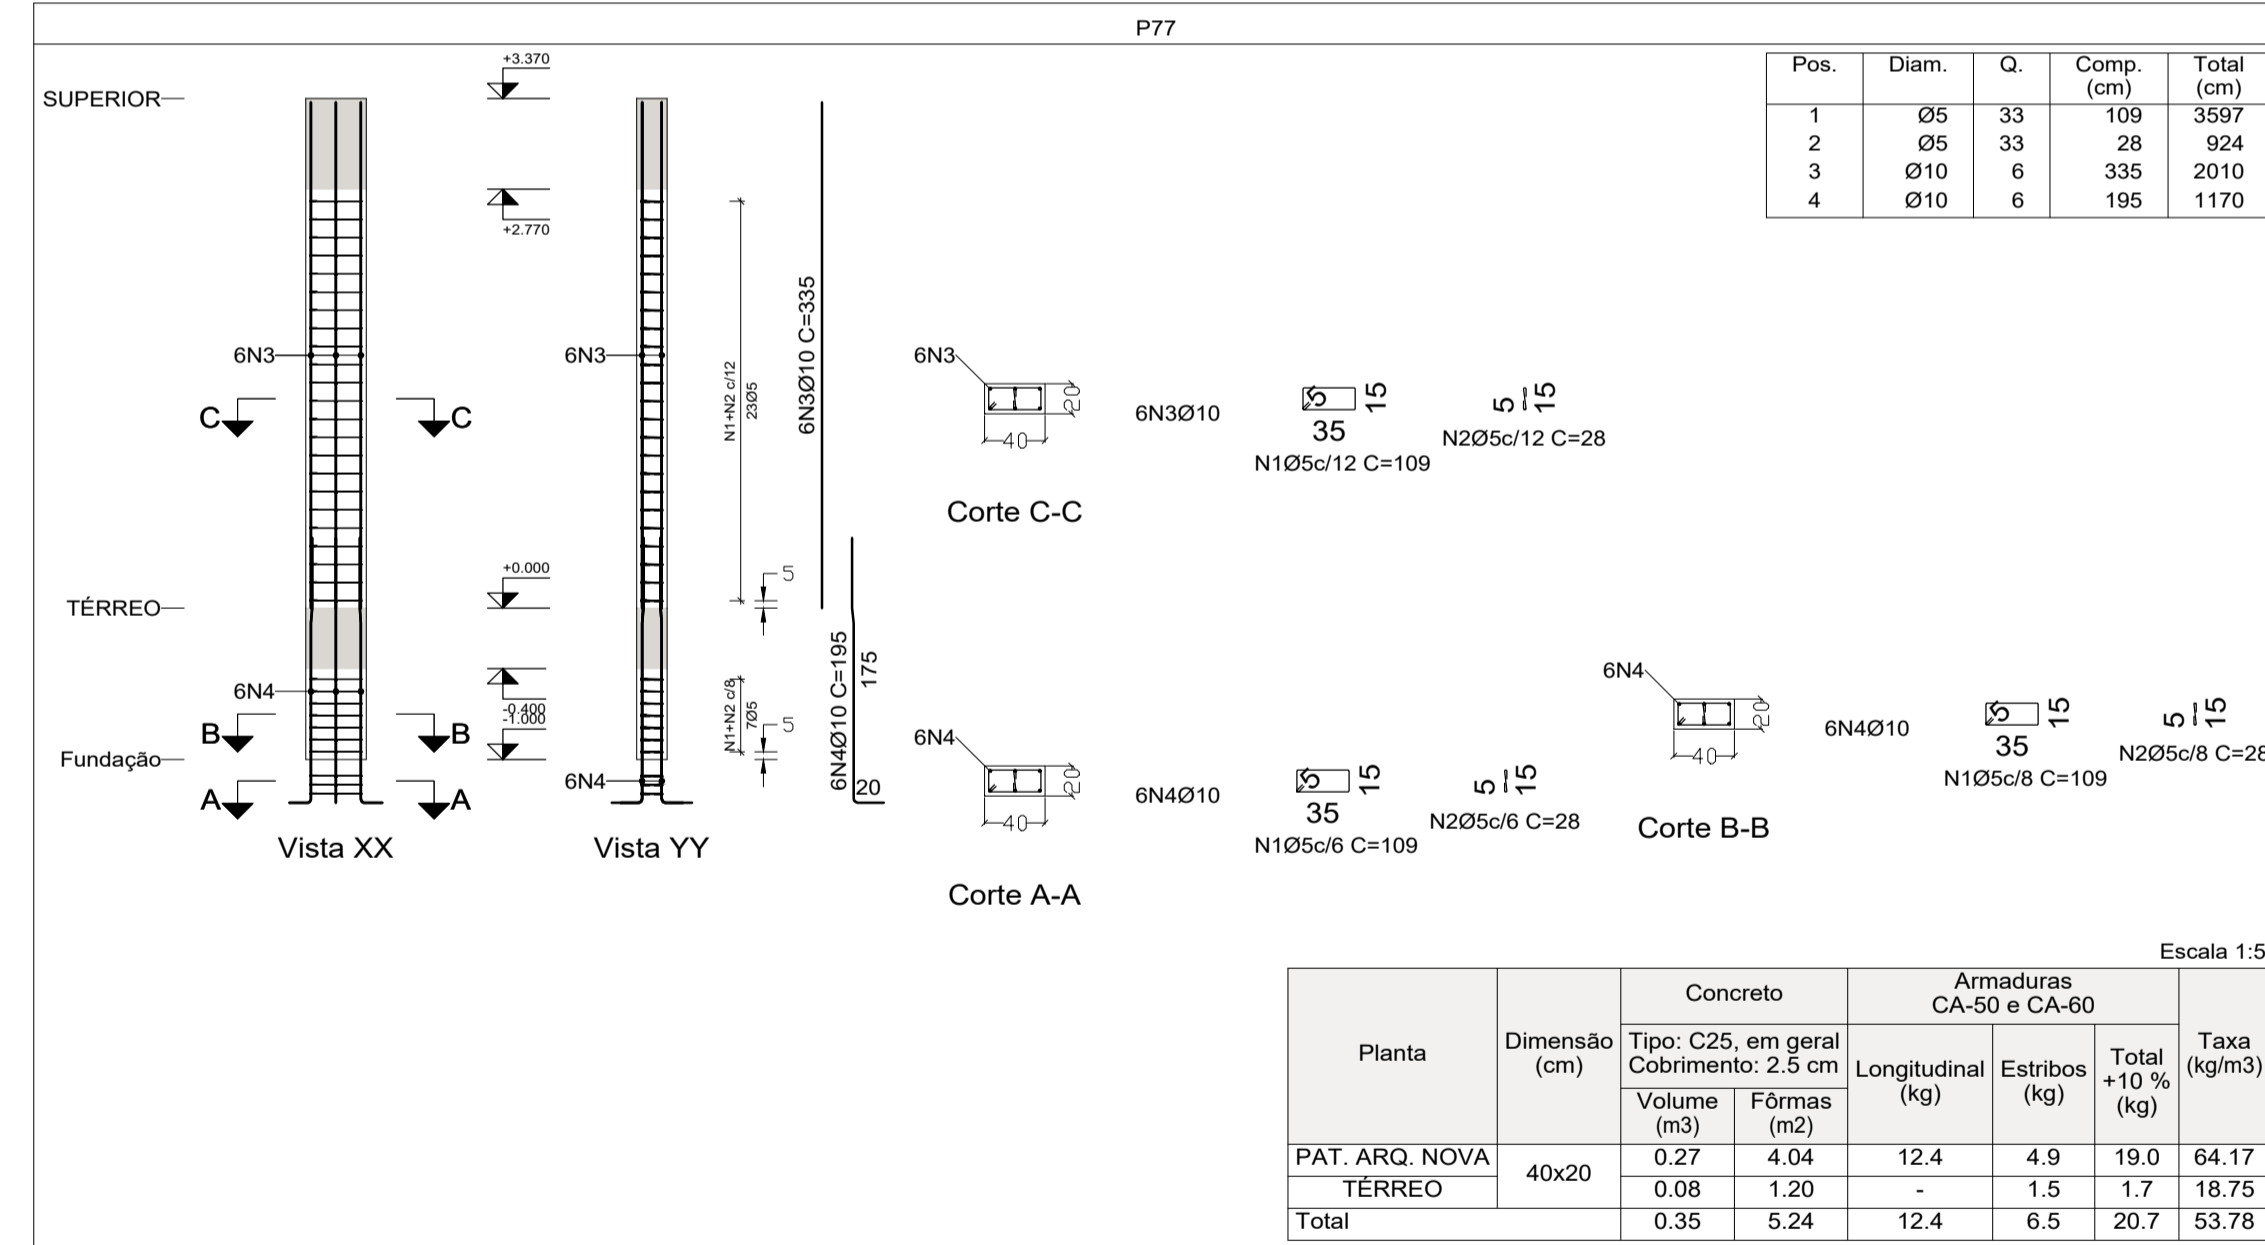 P77
Pos. Diam. Q. Comp. (cm) Total (cm)
1 Ø5 33 109 3597
2 Ø5 33 28 924
3 Ø10 6 335 2010
4 Ø10 6 195 1170
SUPERIOR
+3.370
+2.770
6N3
6N3
C
C
N1+N2 c/12
23Ø5
6N3Ø10 C=335
TÉRREO
+0.000
5
6N4
-0.400
-1.000
B
B
Fundação
A
A
6N4
N1+N2 c/8
7Ø5
5
6N4Ø10 C=195
175
20
Vista XX
Vista YY
6N3
20
40
6N3Ø10
5
15
35
N1Ø5c/12 C=109
5
15
N2Ø5c/12 C=28
Corte C-C
6N4
20
40
6N4Ø10
5
15
35
N1Ø5c/6 C=109
5
15
N2Ø5c/6 C=28
Corte A-A
6N4
20
40
6N4Ø10
5
15
35
N1Ø5c/8 C=109
5
15
N2Ø5c/8 C=28
Corte B-B
Escala 1:5
Planta
Dimensão
(cm)
Concreto
Tipo: C25, em geral
Cobrimento: 2.5 cm
Volume
(m3)
Fôrmas
(m2)
Armaduras
CA-50 e CA-60
Longitudinal
(kg)
Estribos
(kg)
Total
+10 %
(kg)
Taxa
(kg/m3)
PAT. ARQ. NOVA 40x20 0.27 4.04 12.4 4.9 19.0 64.17
TÉRREO 0.08 1.20 - 1.5 1.7 18.75
Total 0.35 5.24 12.4 6.5 20.7 53.78